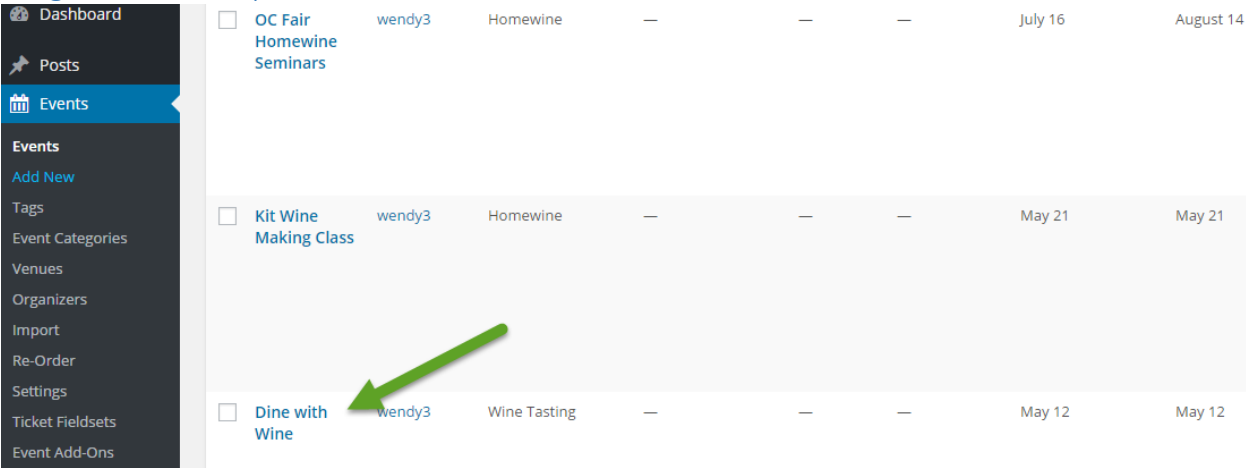 Dashboard
Posts
Events
Events
Add New
Tags
Event Categories
Venues
Organizers
Import
Re-Order
Settings
Ticket Fieldsets
Event Add-Ons
OC Fair wendy3 Homewine — — — July 16 August 14
Homewine
Seminars
Kit Wine wendy3 Homewine — — — May 21 May 21
Making Class
Dine with wendy3 Wine Tasting — — — May 12 May 12
Wine